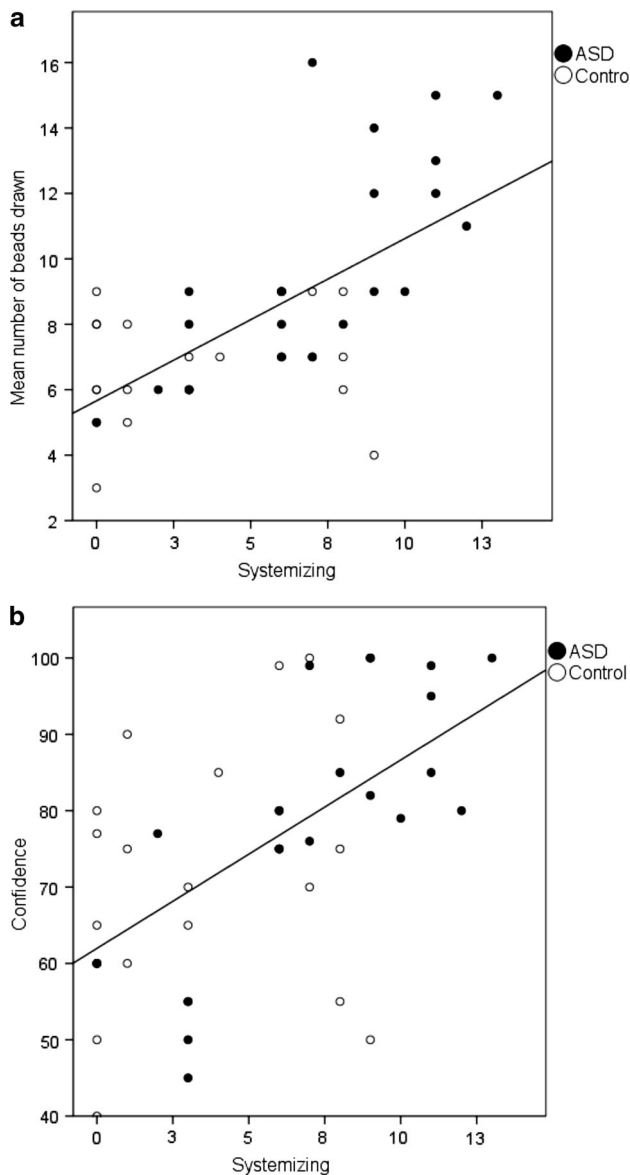 a
ASD
Contro
16
14
12
10
8
6
4
2
Mean number of beads drawn
0 3 5 8 10 13
Systemizing
b
ASD
Control
100
90
80
70
60
50
40
Confidence
0 3 5 8 10 13
Systemizing